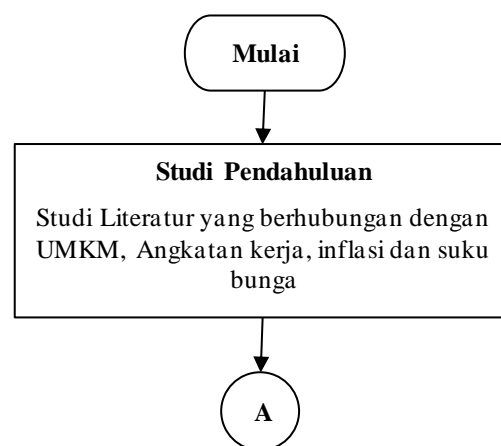 Mulai
Studi Pendahuluan
Studi Literatur yang berhubungan dengan
UMKM, Angkatan kerja, inflasi dan suku
bunga
A